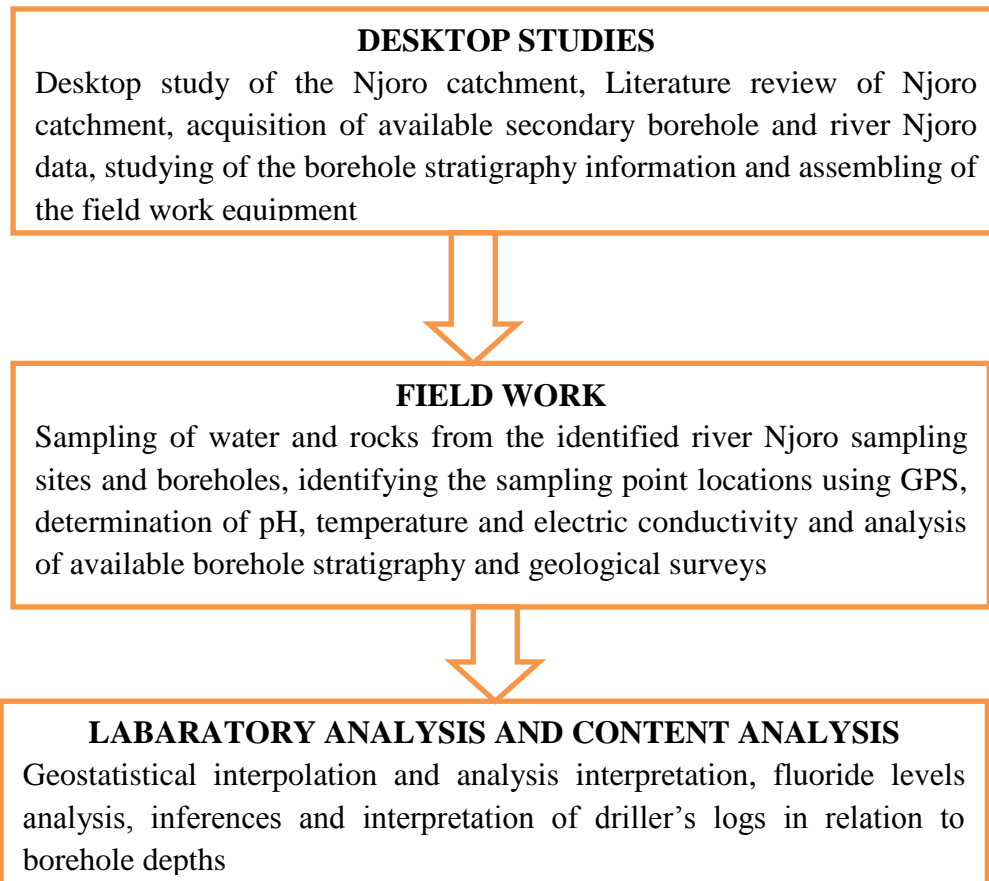 DESKTOP STUDIES
Desktop study of the Njoro catchment, Literature review of Njoro
catchment, acquisition of available secondary borehole and river Njoro
data, studying of the borehole stratigraphy information and assembling of
the field work equipment
FIELD WORK
Sampling of water and rocks from the identified river Njoro sampling
sites and boreholes, identifying the sampling point locations using GPS,
determination of pH, temperature and electric conductivity and analysis
of available borehole stratigraphy and geological surveys
LABARATORY ANALYSIS AND CONTENT ANALYSIS
Geostatistical interpolation and analysis interpretation, fluoride levels
analysis, inferences and interpretation of driller’s logs in relation to
borehole depths